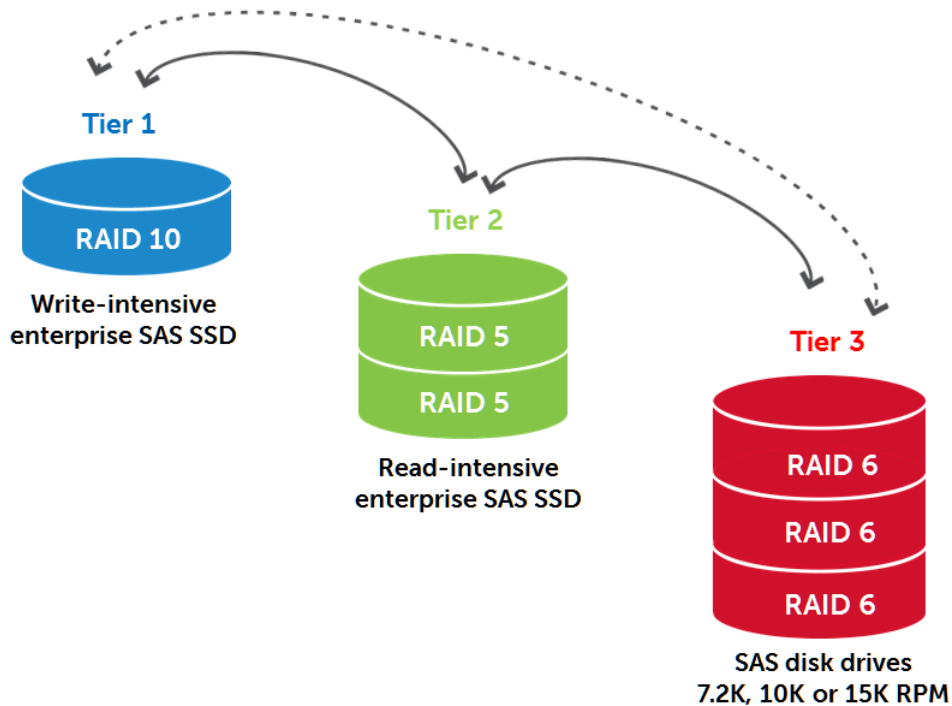 Tier 1
RAID 10
Write-intensive
enterprise SAS SSD
Tier 2
RAID 5
RAID 5
Read-intensive
enterprise SAS SSD
Tier 3
RAID 6
RAID 6
RAID 6
SAS disk drives
7.2K, 10K or 15K RPM